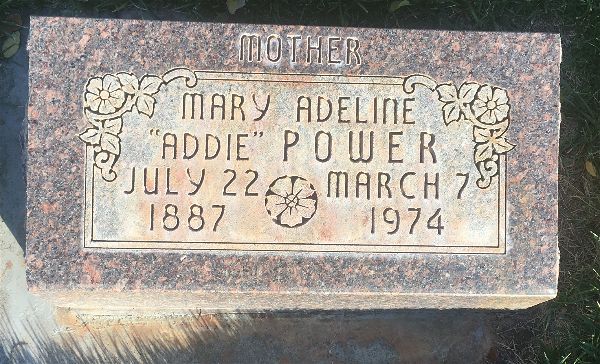 MOTHER
MARY ADELINE
"ADDIE" POWER
JULY 22 MARCH 7
1887 1974